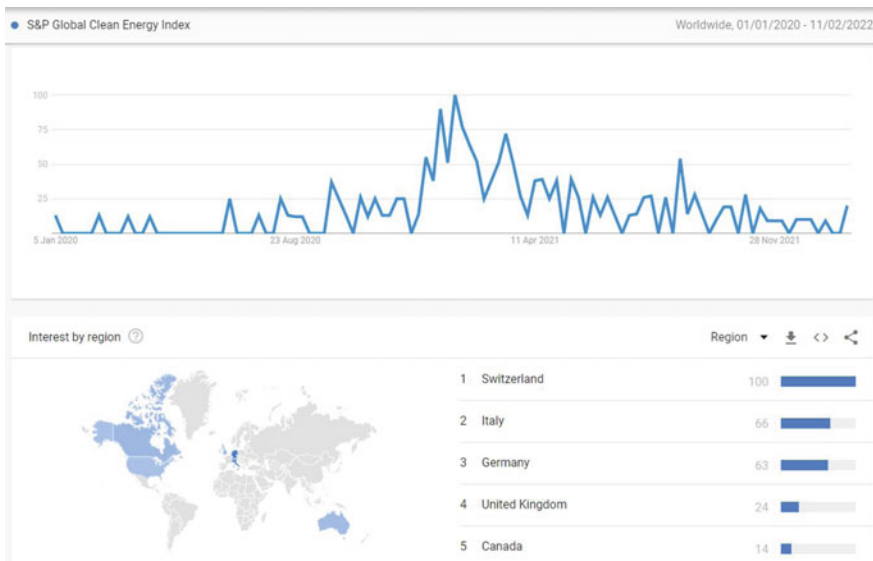 S&P Global Clean Energy Index Worldwide, 01/01/2020 - 11/02/2022
100
75
50
25
5 Jan 2020 23 Aug 2020 11 Apr 2021 28 Nov 2021
Interest by region ? Region
1 Switzerland 100
2 Italy 66
3 Germany 63
4 United Kingdom 24
5 Canada 14